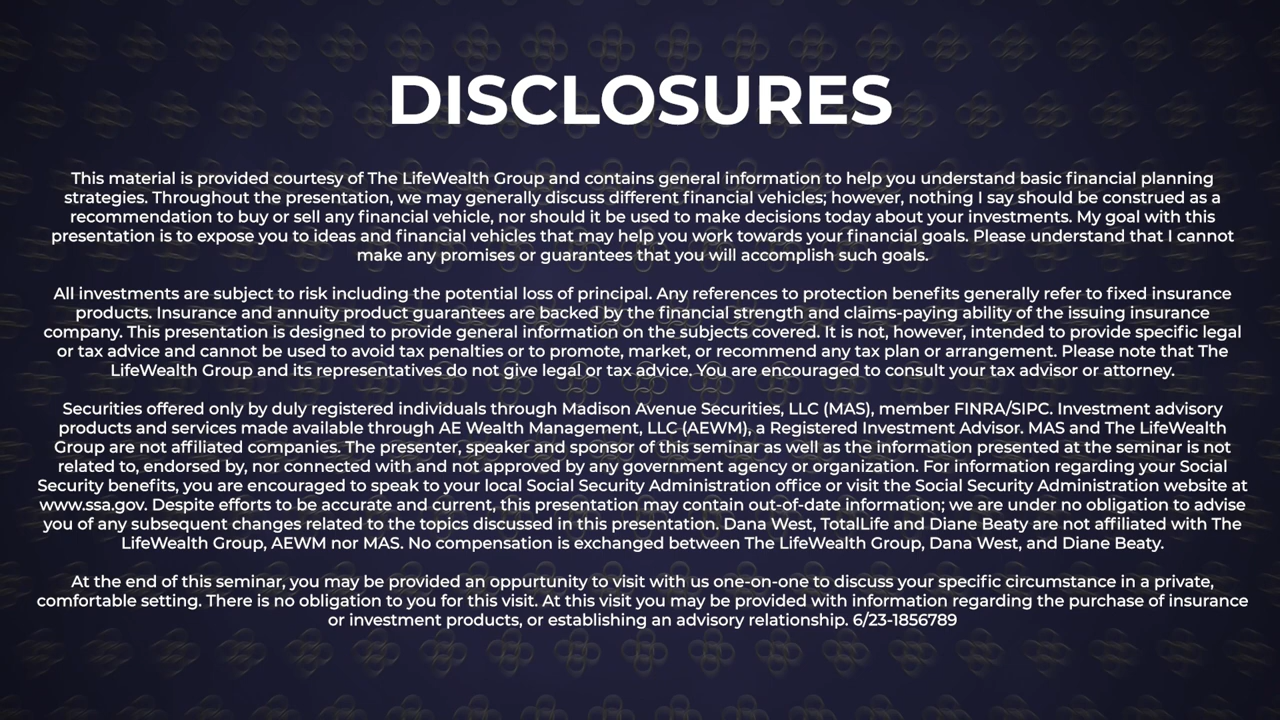 DISCLOSURES
This material is provided courtesy of The LifeWealth Group and contains general information to help you understand basic financial planning
strategies. Throughout the presentation, we may generally discuss different financial vehicles; however, nothing I say should be construed as a
recommendation to buy or sell any financial vehicle, nor should it be used to make decisions today about your investments. My goal with this
presentation is to expose you to ideas and financial vehicles that may help you work towards your financial goals. Please understand that I cannot
make any promises or guarantees that you will accomplish such goals.
All investments are subject to risk including the potential loss of principal. Any references to protection benefits generally refer to fixed insurance
products. Insurance and annuity product guarantees are backed by the financial strength and claims-paying ability of the issuing insurance
company. This presentation is designed to provide general information on the subjects covered. It is not, however, intended to provide specific legal
or tax advice and cannot be used to avoid tax penalties or to promote, market, or recommend any tax plan or arrangement. Please note that The
LifeWealth Group and its representatives do not give legal or tax advice. You are encouraged to consult your tax advisor or attorney.
Securities offered only by duly registered individuals through Madison Avenue Securities, LLC (MAS), member FINRA/SIPC. Investment advisory
products and services made available through AE Wealth Management, LLC (AEWM), a Registered Investment Advisor. MAS and The LifeWealth
Group are not affiliated companies. The presenter, speaker and sponsor of this seminar as well as the information presented at the seminar is not
related to, endorsed by, nor connected with and not approved by any government agency or organization. For information regarding your Social
Security benefits, you are encouraged to speak to your local Social Security Administration office or visit the Social Security Administration website at
www.ssa.gov. Despite efforts to be accurate and current, this presentation may contain out-of-date information; we are under no obligation to advise
you of any subsequent changes related to the topics discussed in this presentation. Dana West, TotalLife and Diane Beaty are not affiliated with The
LifeWealth Group, AEWM nor MAS. No compensation is exchanged between The LifeWealth Group, Dana West, and Diane Beaty.
At the end of this seminar, you may be provided an oppurtunity to visit with us one-on-one to discuss your specific circumstance in a private,
comfortable setting. There is no obligation to you for this visit. At this visit you may be provided with information regarding the purchase of insurance
or investment products, or establishing an advisory relationship. 6/23-1856789